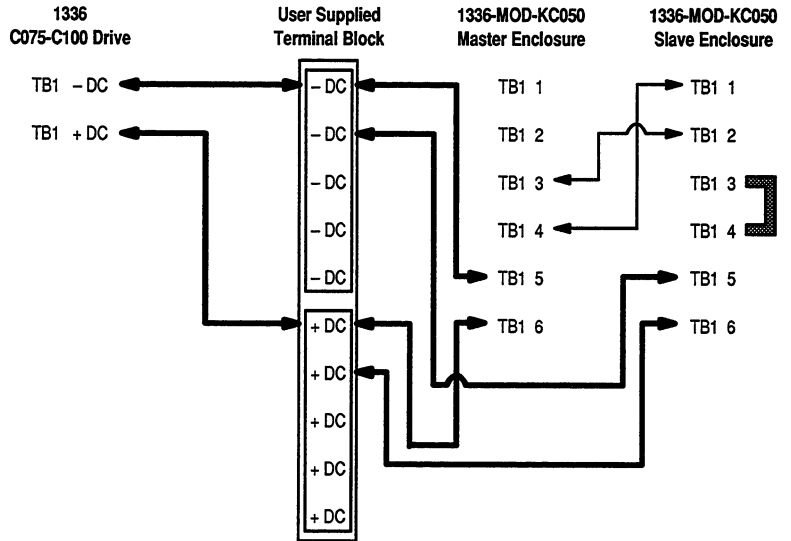 1336
C075-C100 Drive
User Supplied
Terminal Block
1336-MOD-KC050
Master Enclosure
1336-MOD-KC050
Slave Enclosure
TB1 – DC
TB1 + DC
– DC
– DC
– DC
– DC
– DC
+ DC
+ DC
+ DC
+ DC
+ DC
TB1 1
TB1 2
TB1 3
TB1 4
TB1 5
TB1 6
TB1 1
TB1 2
TB1 3
TB1 4
TB1 5
TB1 6